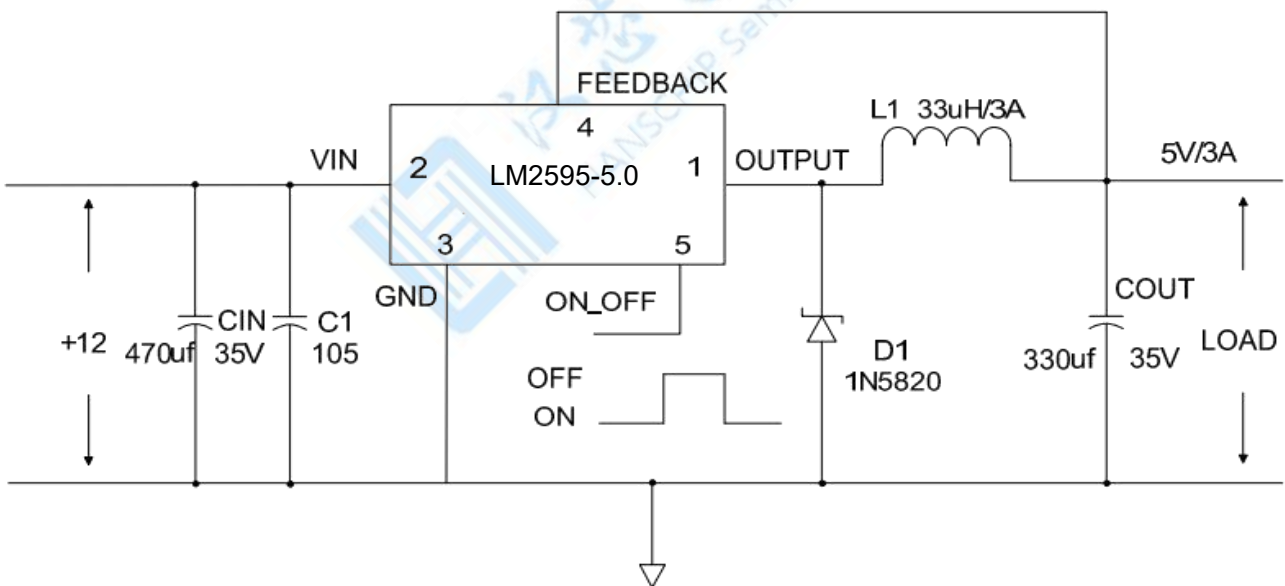 FEEDBACK
4
L1 33uH/3A
VIN
2
LM2595-5.0
1
OUTPUT
5V/3A
3
5
GND
ON_OFF
COUT
+12
470uf
CIN
35V
C1
105
OFF
ON
D1
1N5820
330uf
35V
LOAD